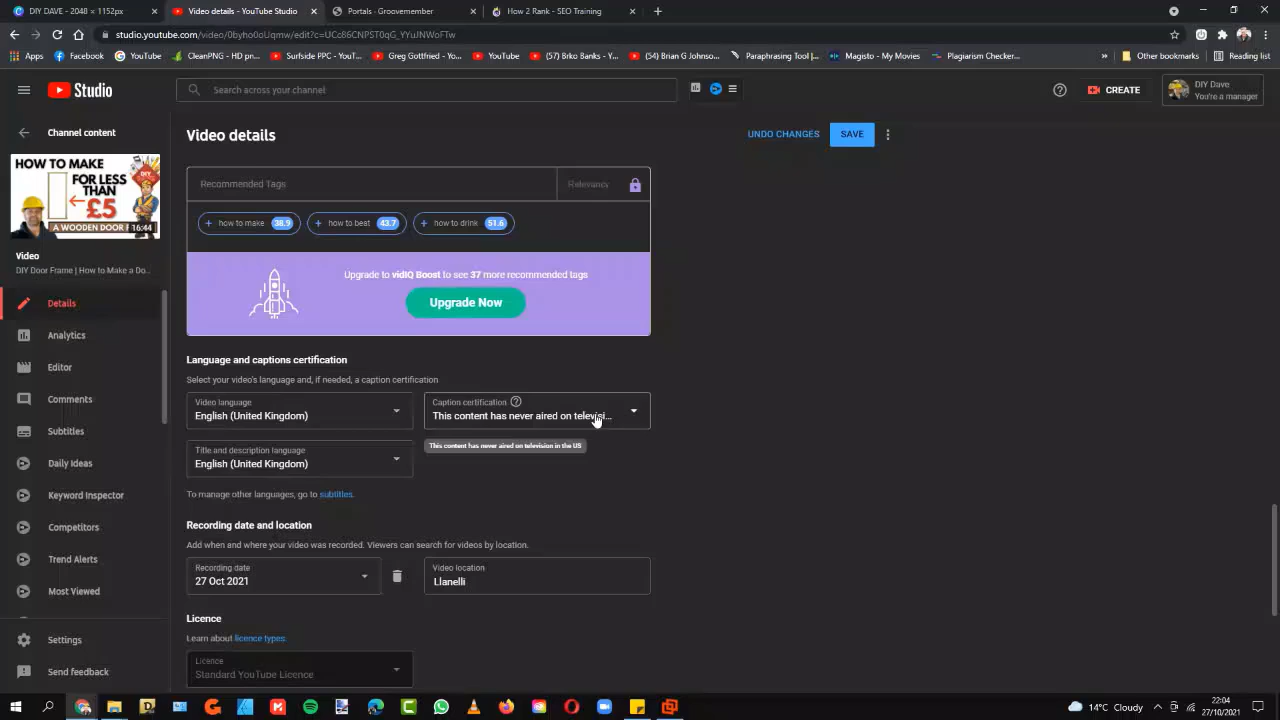 DIY DAVE - 2048 × 1152px
Video details - YouTube Studio
Portals - Groovemember
How 2 Rank - SEO Training
studio.youtube.com/video/0byho0oUqmw/edit?c=UCc86CNPST0qG_YYuJNWoFTw
Apps
Facebook
YouTube
CleanPNG - HD pn...
Surfside PPC - YouT...
Greg Gottfried - Yo...
YouTube
(57) Brko Banks - Y...
(54) Brian G Johnso...
Paraphrasing Tool |...
Magisto - My Movies
Plagiarism Checker...
Other bookmarks
Reading list
Studio
Search across your channel
CREATE
DIY Dave
You're a manager
Channel content
Video details
UNDO CHANGES
SAVE
HOW TO MAKE
FOR LESS
THAN
£5
A WOODEN DOOR F
16:44
Video
DIY Door Frame | How to Make a Do...
Details
Analytics
Editor
Comments
Subtitles
Daily Ideas
Keyword Inspector
Competitors
Trend Alerts
Most Viewed
Settings
Send feedback
Recommended Tags
Relevancy
+ how to make 38.9
+ how to beat 43.7
+ how to drink 51.6
Upgrade to vidIQ Boost to see 37 more recommended tags
Upgrade Now
Language and captions certification
Select your video's language and, if needed, a caption certification
Video language
English (United Kingdom)
Caption certification
This content has never aired on televisi...
This content has never aired on television in the US
Title and description language
English (United Kingdom)
To manage other languages, go to subtitles.
Recording date and location
Add when and where your video was recorded. Viewers can search for videos by location.
Recording date
27 Oct 2021
Video location
Llanelli
Licence
Learn about licence types.
Licence
Standard YouTube Licence
14°C Cloudy
22:04
27/10/2021